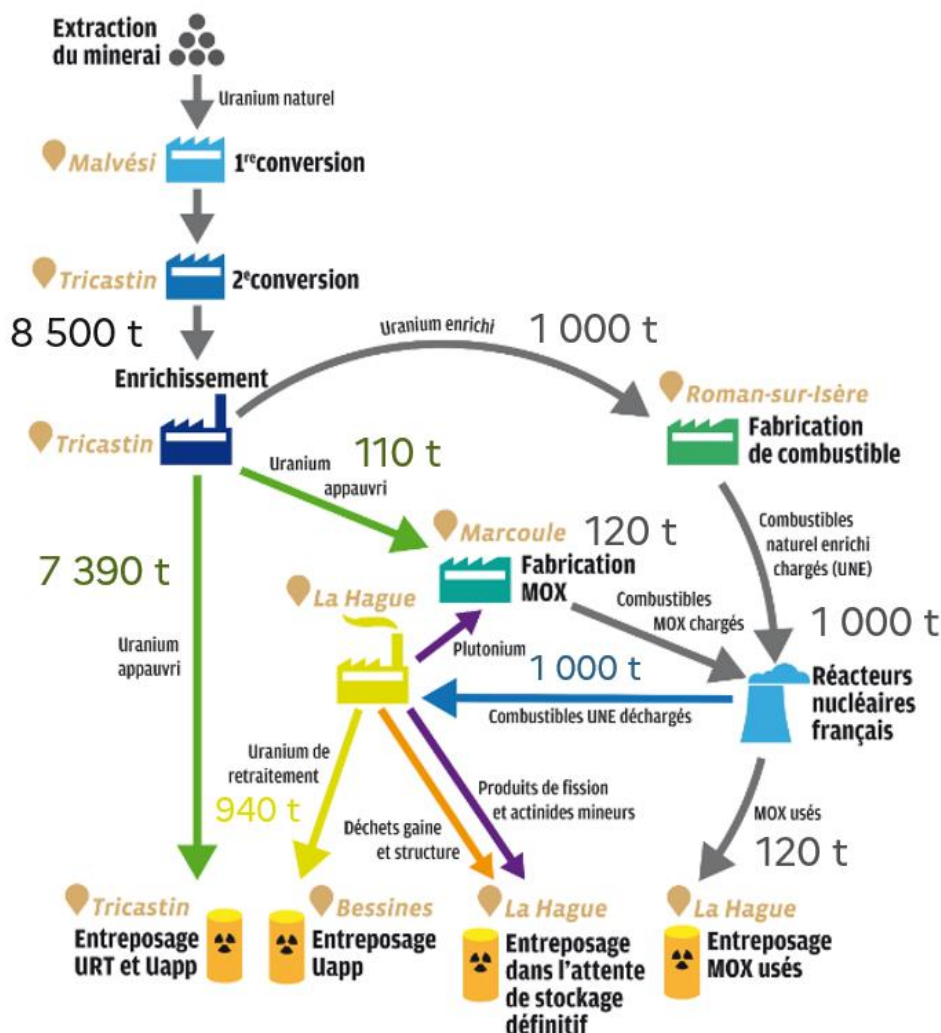 Extraction
du minerai
Uranium naturel
Malvési
1re conversion
Tricastin
2e conversion
8 500 t
Uranium enrichi
1 000 t
Enrichissement
Roman-sur-Isère
Tricastin
Fabrication
de combustible
Uranium
appauvri
110 t
Marcoule
120 t
Combustibles
naturel enrichi
chargés (UNE)
7 390 t
Fabrication
MOX
La Hague
Combustibles
MOX chargés
1 000 t
Uranium
appauvri
Plutonium
1 000 t
Réacteurs
nucléaires
français
Combustibles UNE déchargés
Uranium de
retraitement
940 t
Produits de fission
et actinides mineurs
MOX usés
Déchets gaine
et structure
120 t
Tricastin
Entreposage
URT et Uapp
Bessines
Entreposage
Uapp
La Hague
Entreposage
dans l'attente
de stockage
définitif
La Hague
Entreposage
MOX usés